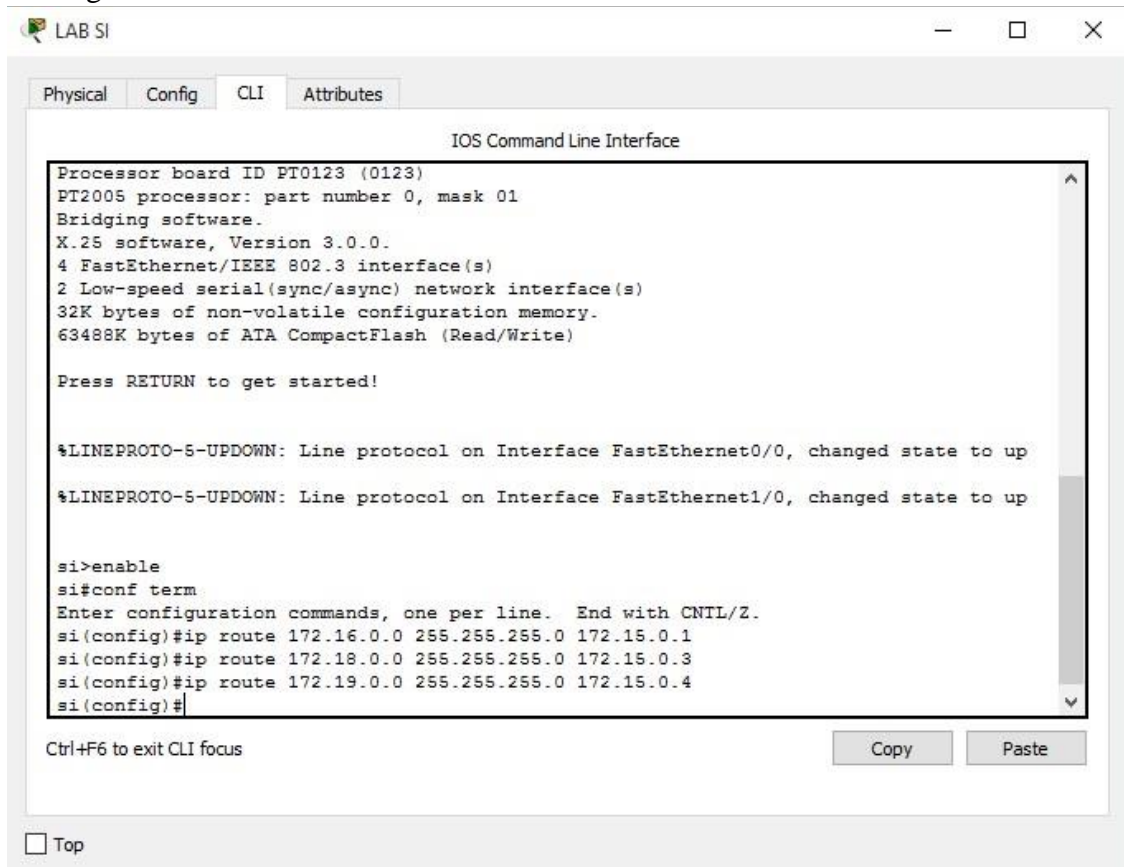 LAB SI
Physical Config CLI Attributes
IOS Command Line Interface
Processor board ID PT0123 (0123)
PT2005 processor: part number 0, mask 01
Bridging software.
X.25 software, Version 3.0.0.
4 FastEthernet/IEEE 802.3 interface(s)
2 Low-speed serial(sync/async) network interface(s)
32K bytes of non-volatile configuration memory.
63488K bytes of ATA CompactFlash (Read/Write)
Press RETURN to get started!
%LINEPROTO-5-UPDOWN: Line protocol on Interface FastEthernet0/0, changed state to up
%LINEPROTO-5-UPDOWN: Line protocol on Interface FastEthernet1/0, changed state to up
si>enable
si#conf term
Enter configuration commands, one per line.  End with CNTL/Z.
si(config)#ip route 172.16.0.0 255.255.255.0 172.15.0.1
si(config)#ip route 172.18.0.0 255.255.255.0 172.15.0.3
si(config)#ip route 172.19.0.0 255.255.255.0 172.15.0.4
si(config)#
Ctrl+F6 to exit CLI focus Copy Paste
Top